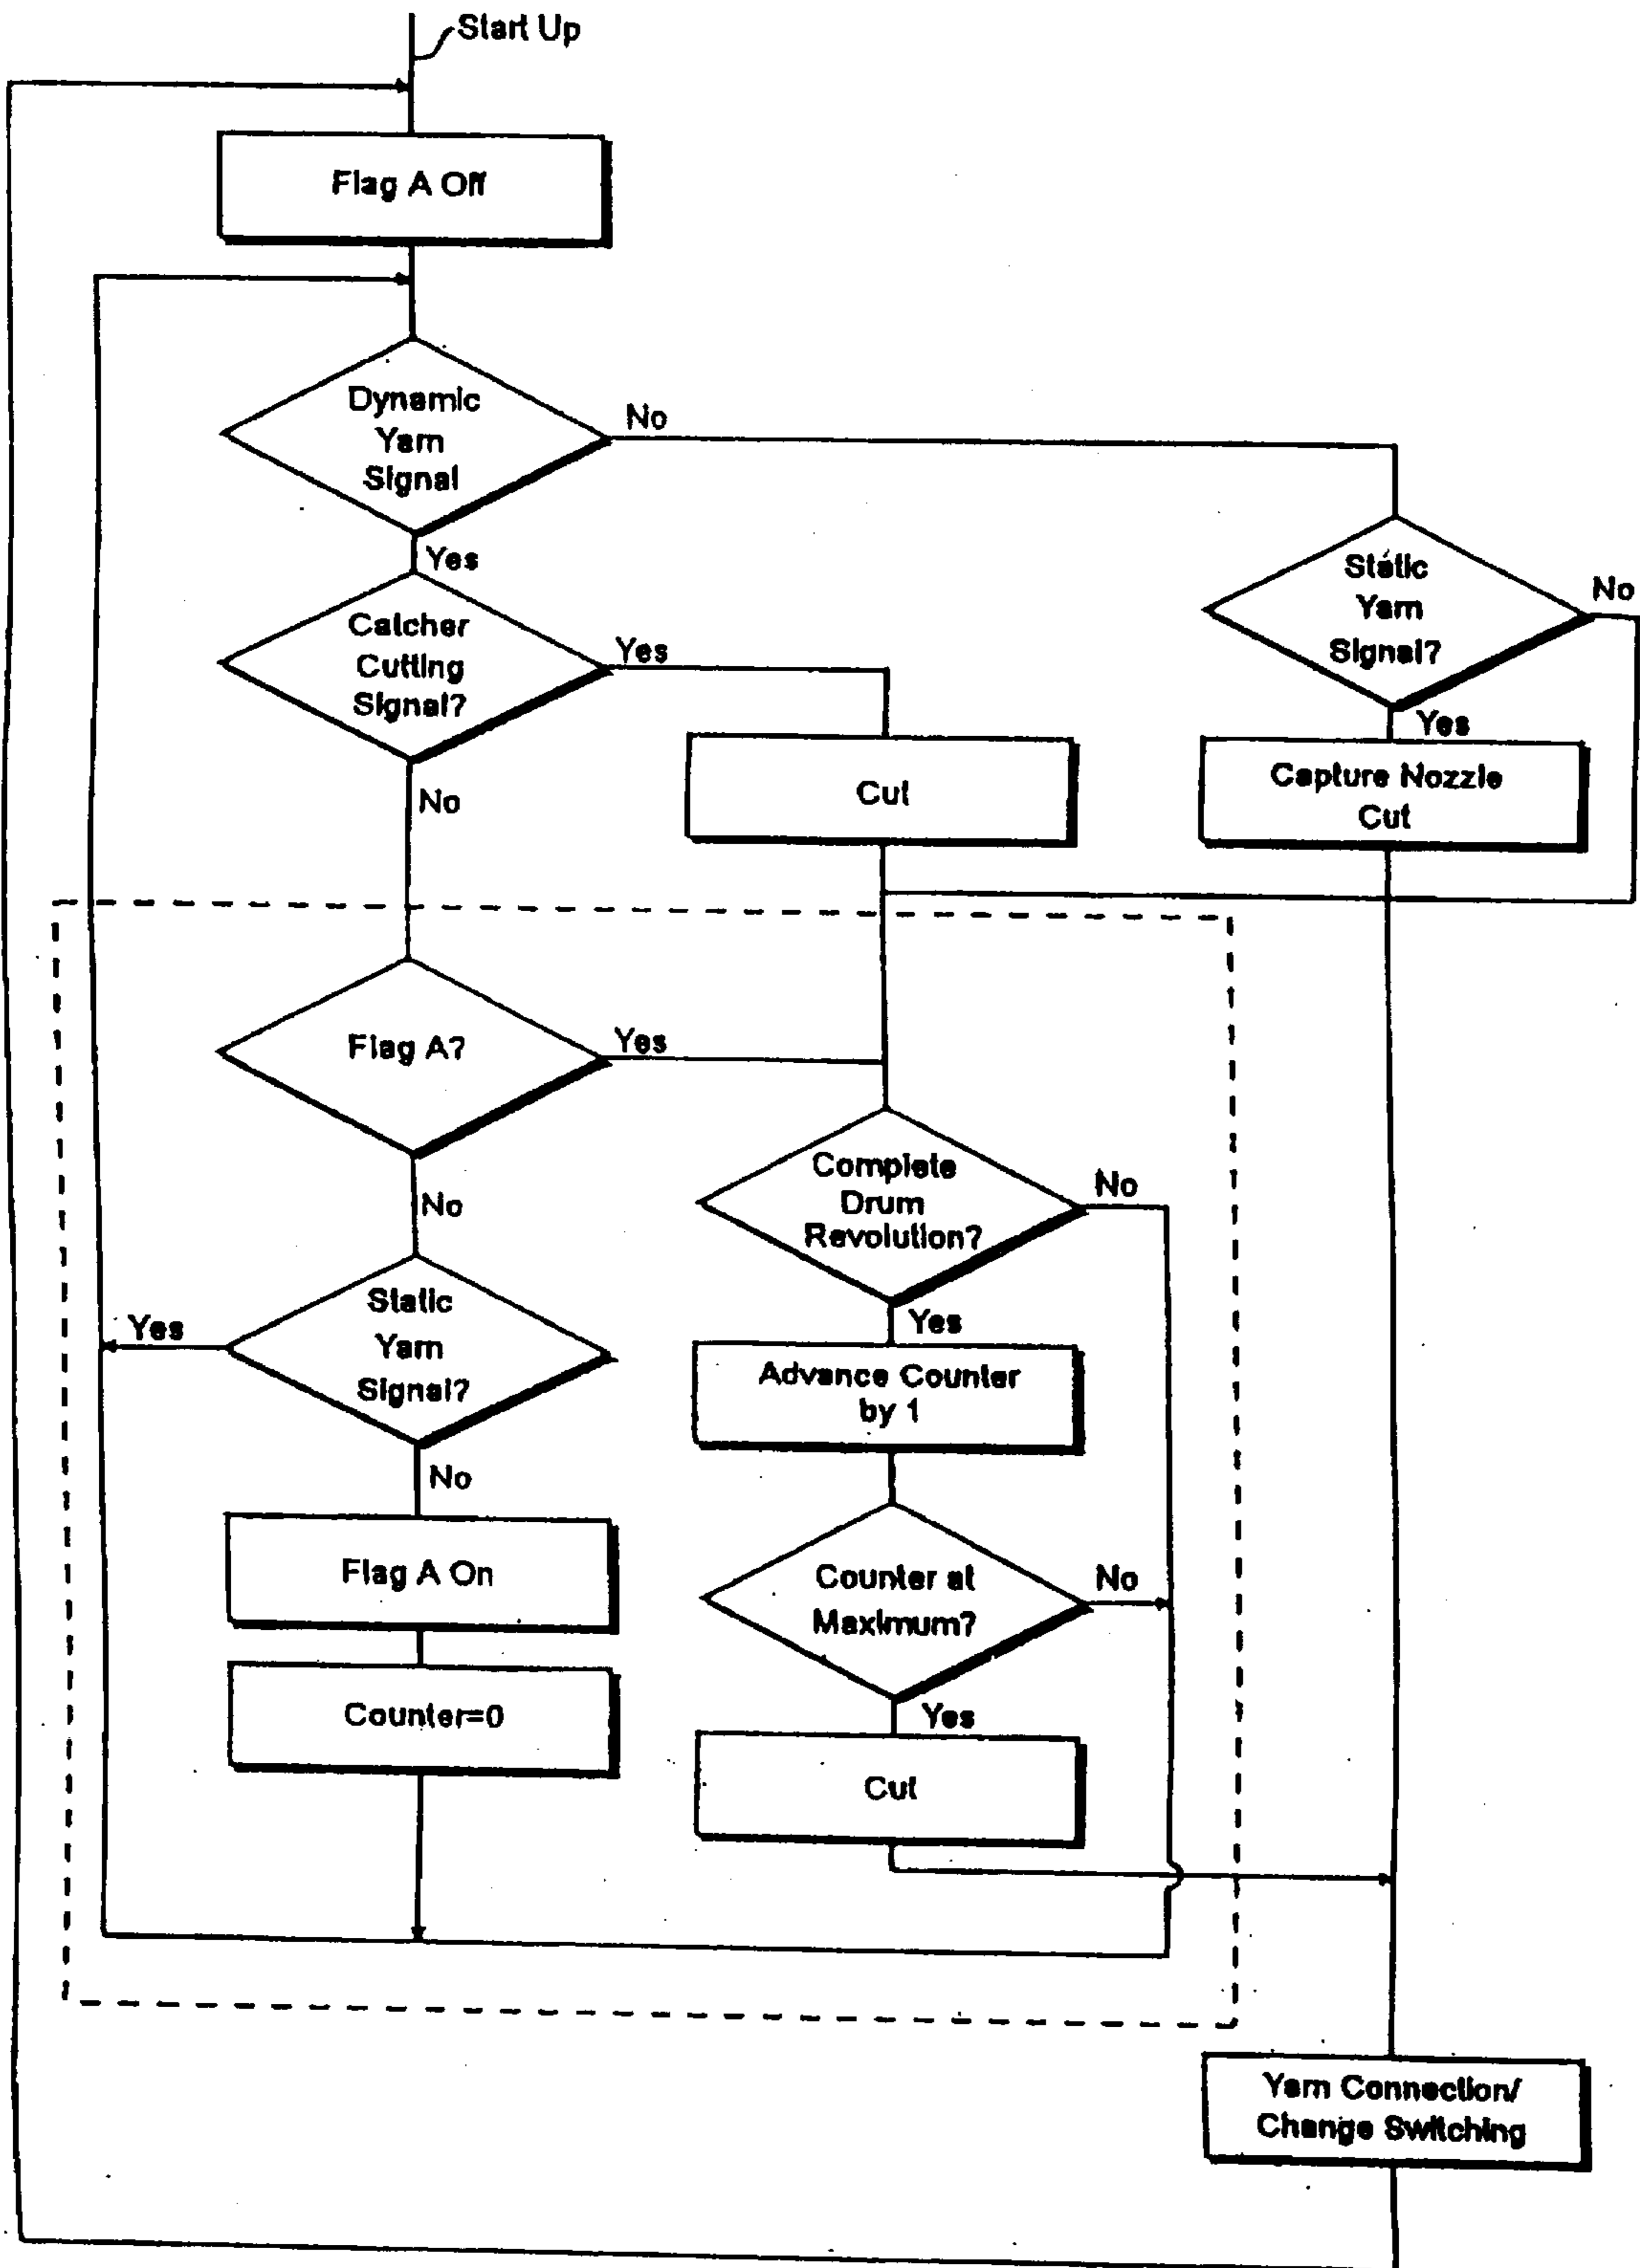 Start Up
Flag A Off
Dynamic
Yarn
Signal
No
Yes
Static
Yarn
Signal?
No
Yes
Catcher
Cutting
Signal?
Yes
No
Cut
Capture Nozzle
Cut
Flag A?
Yes
No
Complete
Drum
Revolution?
No
Yes
Static
Yarn
Signal?
Yes
No
Advance Counter
by 1
Flag A On
Counter at
Maximum?
No
Yes
Counter=0
Cut
Yarn Connection/
Change Switching